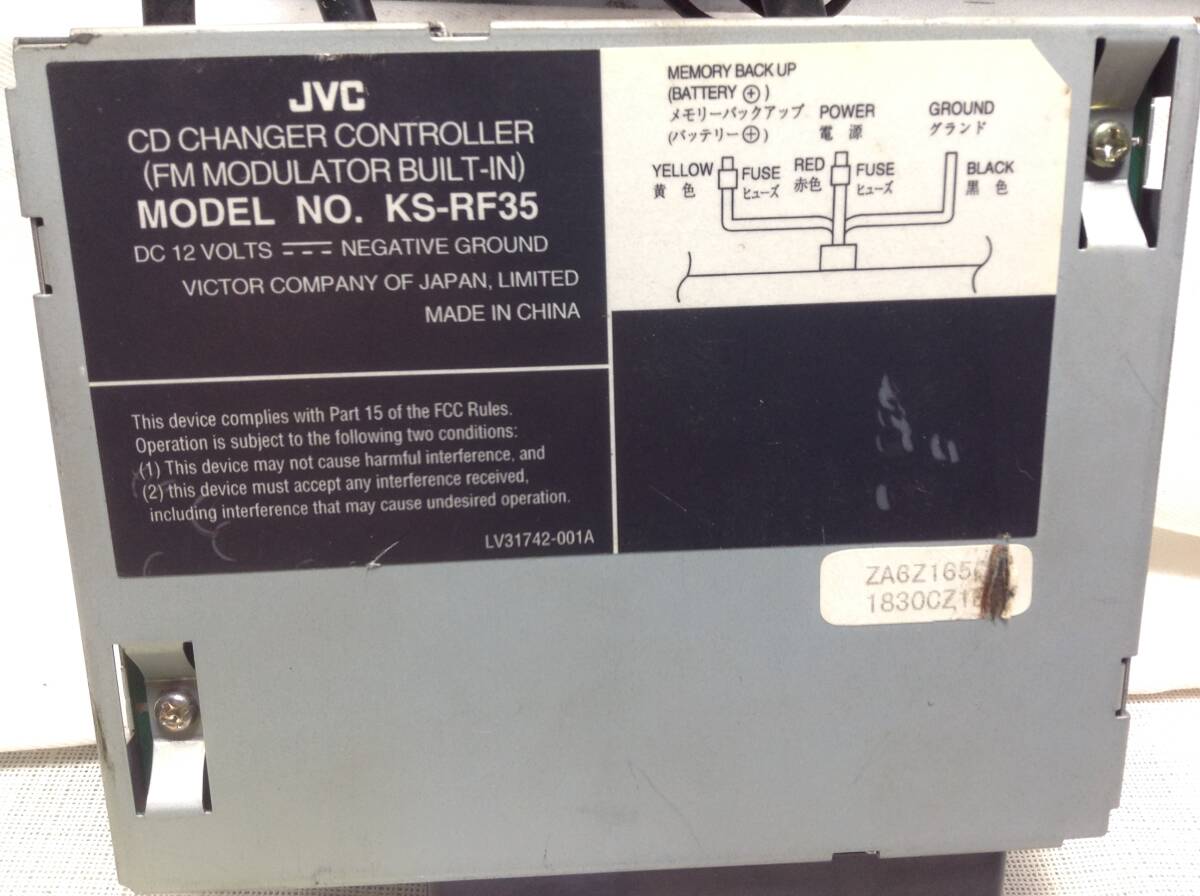 JVC
CD CHANGER CONTROLLER
(FM MODULATOR BUILT-IN)
MODEL NO. KS-RF35
DC 12 VOLTS NEGATIVE GROUND
VICTOR COMPANY OF JAPAN, LIMITED
MADE IN CHINA
This device complies with Part 15 of the FCC Rules.
Operation is subject to the following two conditions:
(1) This device may not cause harmful interference, and
(2) this device must accept any interference received,
including interference that may cause undesired operation.
LV31742-001A
MEMORY BACK UP
(BATTERY ⊕)
メモリーバックアップ
(バッテリー⊕)
POWER
電源
GROUND
グランド
YELLOW
黄色
FUSE
ヒューズ
RED
赤色
FUSE
ヒューズ
BLACK
黒色